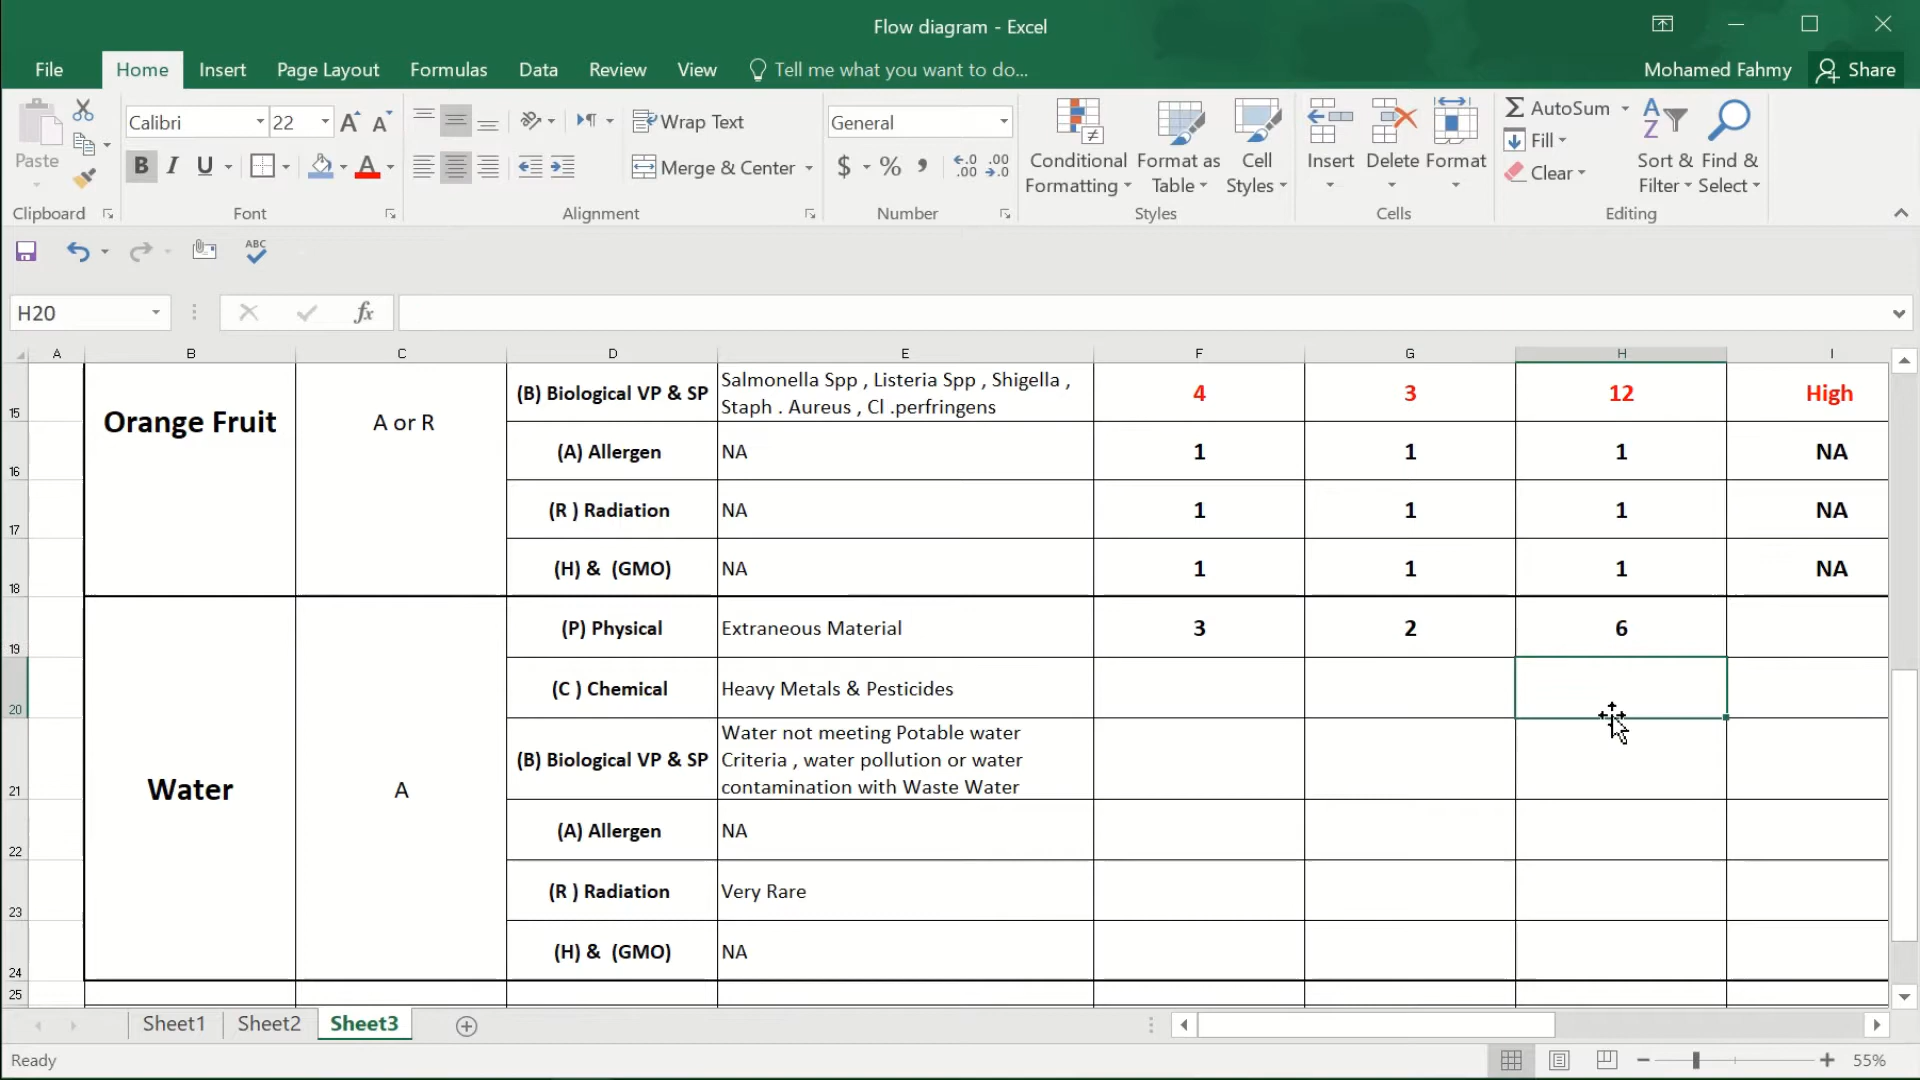 Flow diagram - Excel
File Home Insert Page Layout Formulas Data Review View Tell me what you want to do... Mohamed Fahmy Share
Paste
Calibri 22 A A
B I U A
Wrap Text
Merge & Center
General
$ % , .0 .00 .00 .0
Conditional Formatting
Format as Table
Cell Styles
Insert Delete Format
AutoSum
Fill
Clear
Sort & Filter
Find & Select
Clipboard Font Alignment Number Styles Cells Editing
ABC
H20 fx
A B C D E F G H I
15 Orange Fruit A or R (B) Biological VP & SP Salmonella Spp , Listeria Spp , Shigella ,
Staph . Aureus , Cl .perfringens 4 3 12 High
16 (A) Allergen NA 1 1 1 NA
17 (R ) Radiation NA 1 1 1 NA
18 (H) & (GMO) NA 1 1 1 NA
19 (P) Physical Extraneous Material 3 2 6
20 (C ) Chemical Heavy Metals & Pesticides
21 Water A (B) Biological VP & SP Water not meeting Potable water
Criteria , water pollution or water
contamination with Waste Water
22 (A) Allergen NA
23 (R ) Radiation Very Rare
24 (H) & (GMO) NA
25
Sheet1 Sheet2 Sheet3
Ready 55%